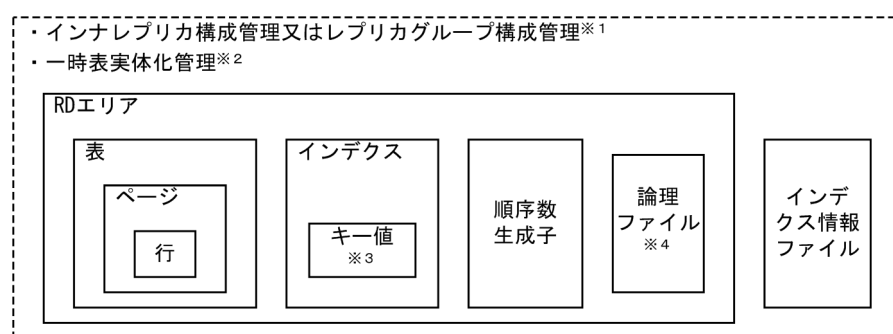 ・インナレプリカ構成管理又はレプリカグループ構成管理※1
・一時表実体化管理※2
RDエリア
表
ページ
行
インデクス
キー値
※3
順序数
生成子
論理
ファイル
※4
インデ
クス情報
ファイル